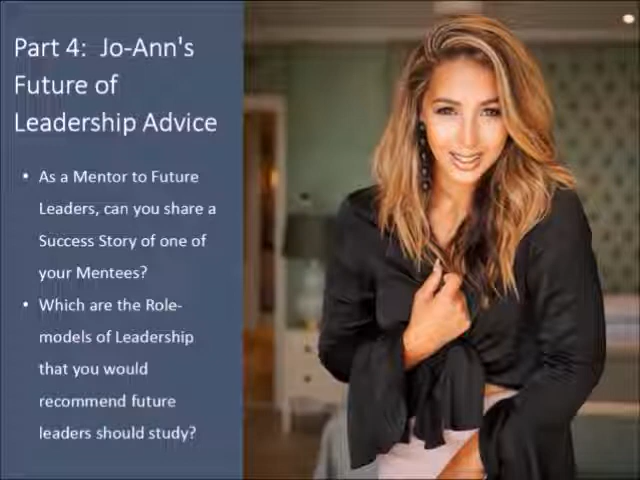 Part 4:  Jo-Ann's
Future of
Leadership Advice
• As a Mentor to Future
Leaders, can you share a
Success Story of one of
your Mentees?
• Which are the Role-
models of Leadership
that you would
recommend future
leaders should study?